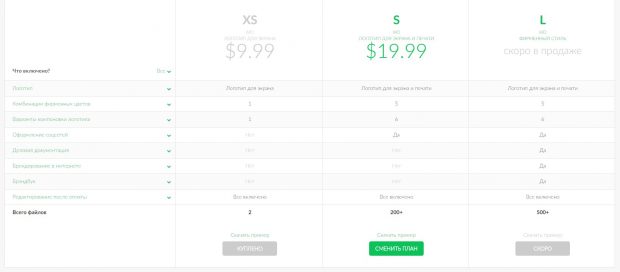 XS
S
L
ЛОГОТИП ДЛЯ ЭКРАНА
ЛОГОТИП ДЛЯ ЭКРАНА И ПЕЧАТИ
ФИРМЕННЫЙ СТИЛЬ
$9.99
$19.99
скоро в продаже
Что включено?
Все
Логотип
Логотип для экрана
Логотип для экрана и печати
Логотип для экрана и печати
Комбинации фирменных цветов
1
5
5
Варианты компоновки логотипа
1
6
6
Оформление соцсетей
Нет
Да
Да
Деловая документация
Нет
Нет
Да
Брендирование в интернете
Нет
Нет
Да
Брендбук
Нет
Нет
Да
Редактирование после оплаты
Все включено
Все включено
Все включено
Всего файлов
2
200+
500+
Скачать пример
Скачать пример
Скачать пример
КУПЛЕНО
СМЕНИТЬ ПЛАН
СКОРО